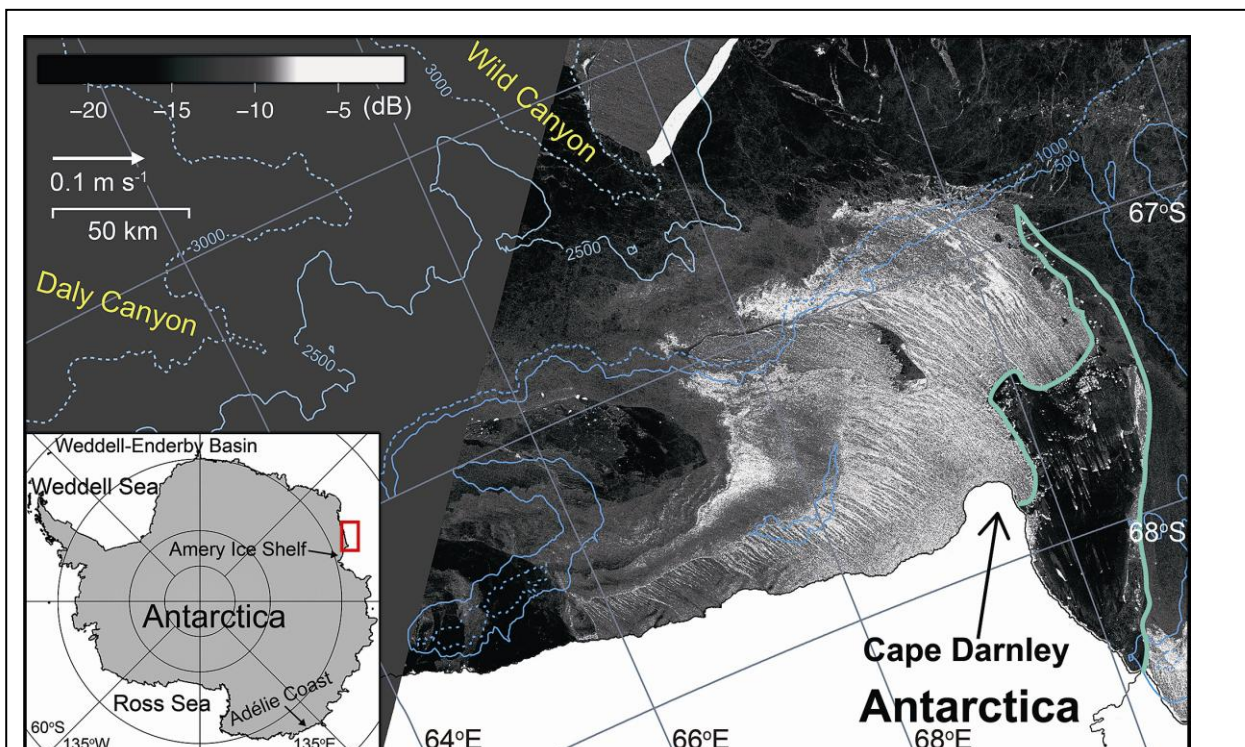 −20 −15 −10 −5 (dB)
0.1 m s⁻¹
50 km
3000
Wild Canyon
1000
500
67°S
3000
2500
Daly Canyon
2500
68°S
Weddell-Enderby Basin
Weddell Sea
Amery Ice Shelf
Antarctica
Ross Sea
Adélie Coast
60°S
135°W
135°E
Cape Darnley
Antarctica
64°E
66°E
68°E